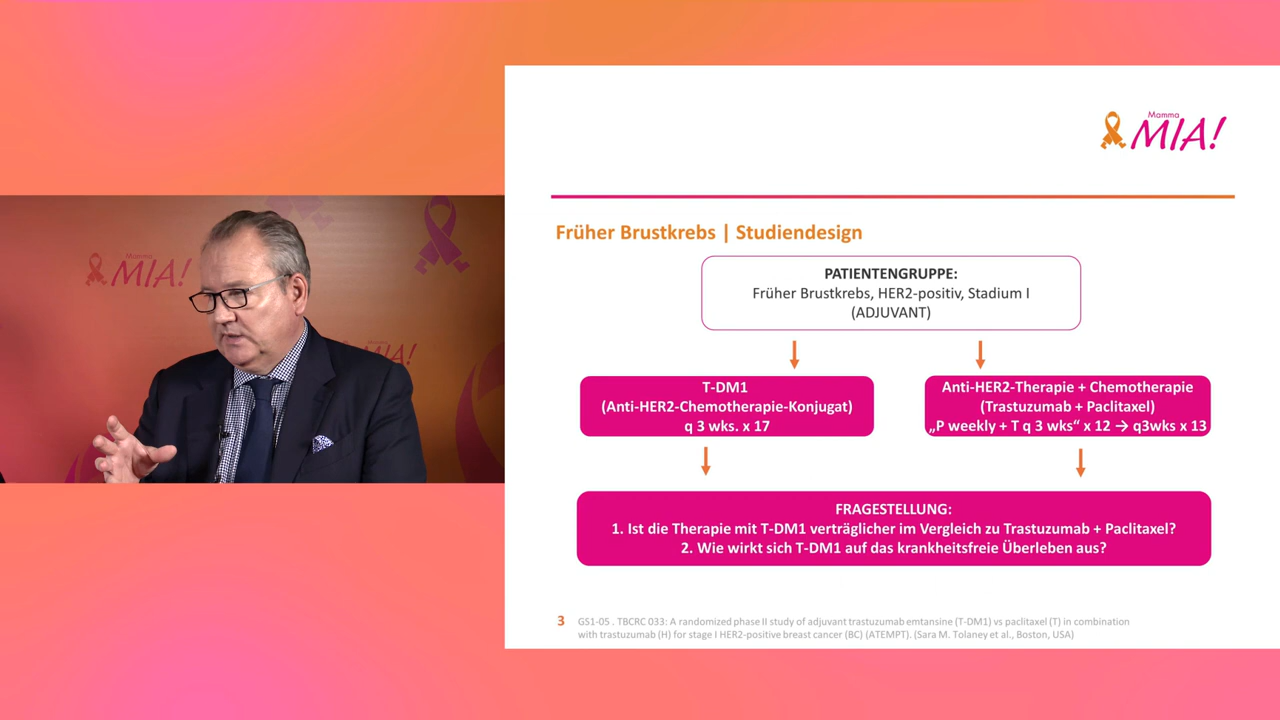 Mamma
MIA!
Mamma
MIA!
Mamma
MIA!
Früher Brustkrebs | Studiendesign
PATIENTENGRUPPE:
Früher Brustkrebs, HER2-positiv, Stadium I
(ADJUVANT)
T-DM1
(Anti-HER2-Chemotherapie-Konjugat)
q 3 wks. x 17
Anti-HER2-Therapie + Chemotherapie
(Trastuzumab + Paclitaxel)
„P weekly + T q 3 wks“ x 12 → q3wks x 13
FRAGESTELLUNG:
1. Ist die Therapie mit T-DM1 verträglicher im Vergleich zu Trastuzumab + Paclitaxel?
2. Wie wirkt sich T-DM1 auf das krankheitsfreie Überleben aus?
3 GS1-05 . TBCRC 033: A randomized phase II study of adjuvant trastuzumab emtansine (T-DM1) vs paclitaxel (T) in combination
with trastuzumab (H) for stage I HER2-positive breast cancer (BC) (ATEMPT). (Sara M. Tolaney et al., Boston, USA)